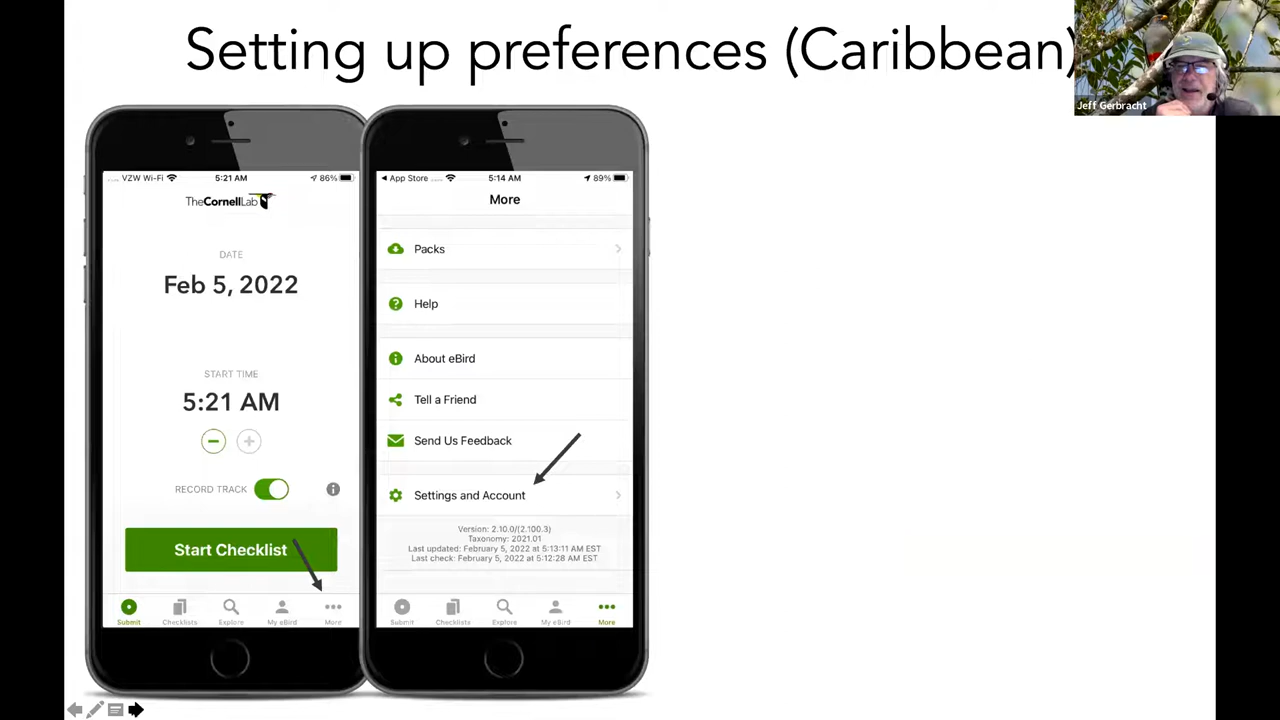 Setting up preferences (Caribbean)
Jeff Gerbracht
VZW Wi-Fi 5:21 AM 86%
TheCornellLab
DATE
Feb 5, 2022
START TIME
5:21 AM
RECORD TRACK
Start Checklist
Submit Checklists Explore My eBird More
App Store 5:14 AM 89%
More
Packs
Help
About eBird
Tell a Friend
Send Us Feedback
Settings and Account
Version: 2.10.0/(2.100.3)
Taxonomy: 2021.01
Last updated: February 5, 2022 at 5:13:11 AM EST
Last check: February 5, 2022 at 5:12:28 AM EST
Submit Checklists Explore My eBird More